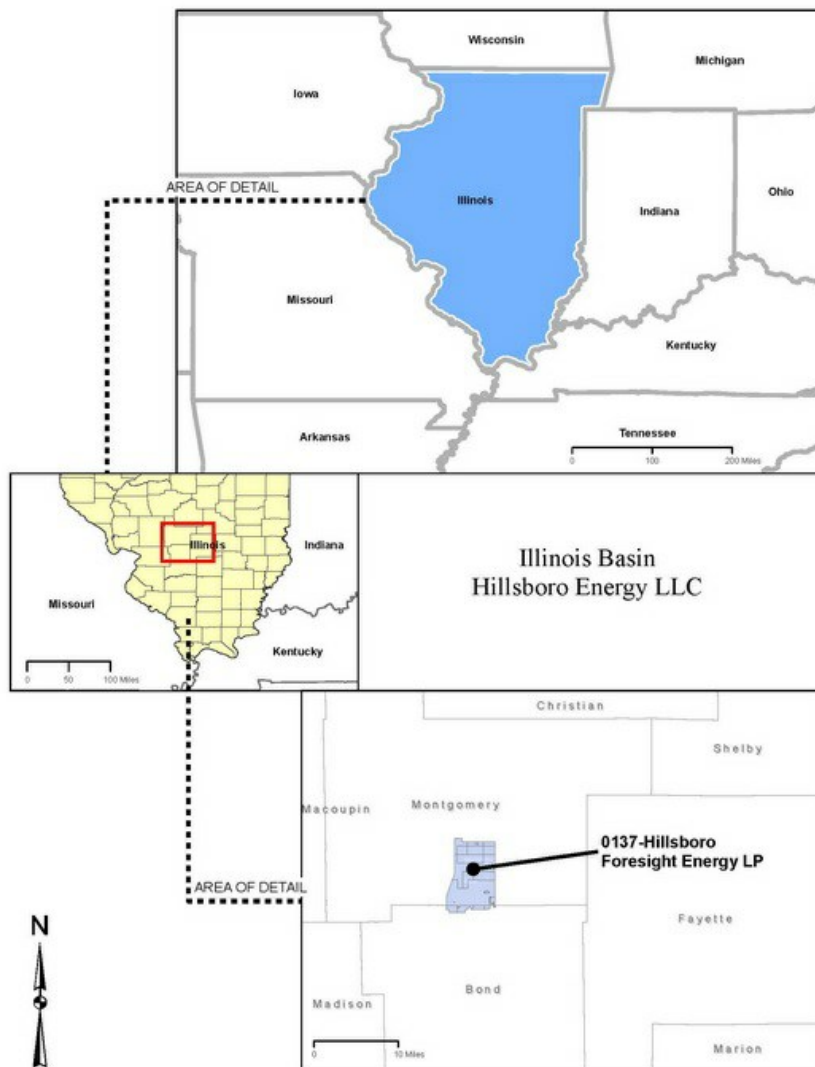 Wisconsin
Michigan
Iowa
AREA OF DETAIL
Illinois
Indiana
Ohio
Missouri
Kentucky
Arkansas
Tennessee
0 100 200 Miles
Illinois
Indiana
Missouri
Kentucky
0 50 100 Miles
Illinois Basin
Hillsboro Energy LLC
Christian
Shelby
Macoupin
Montgomery
0137-Hillsboro
Foresight Energy LP
AREA OF DETAIL
Fayette
N
Bond
Madison
0 10 Miles
Marion